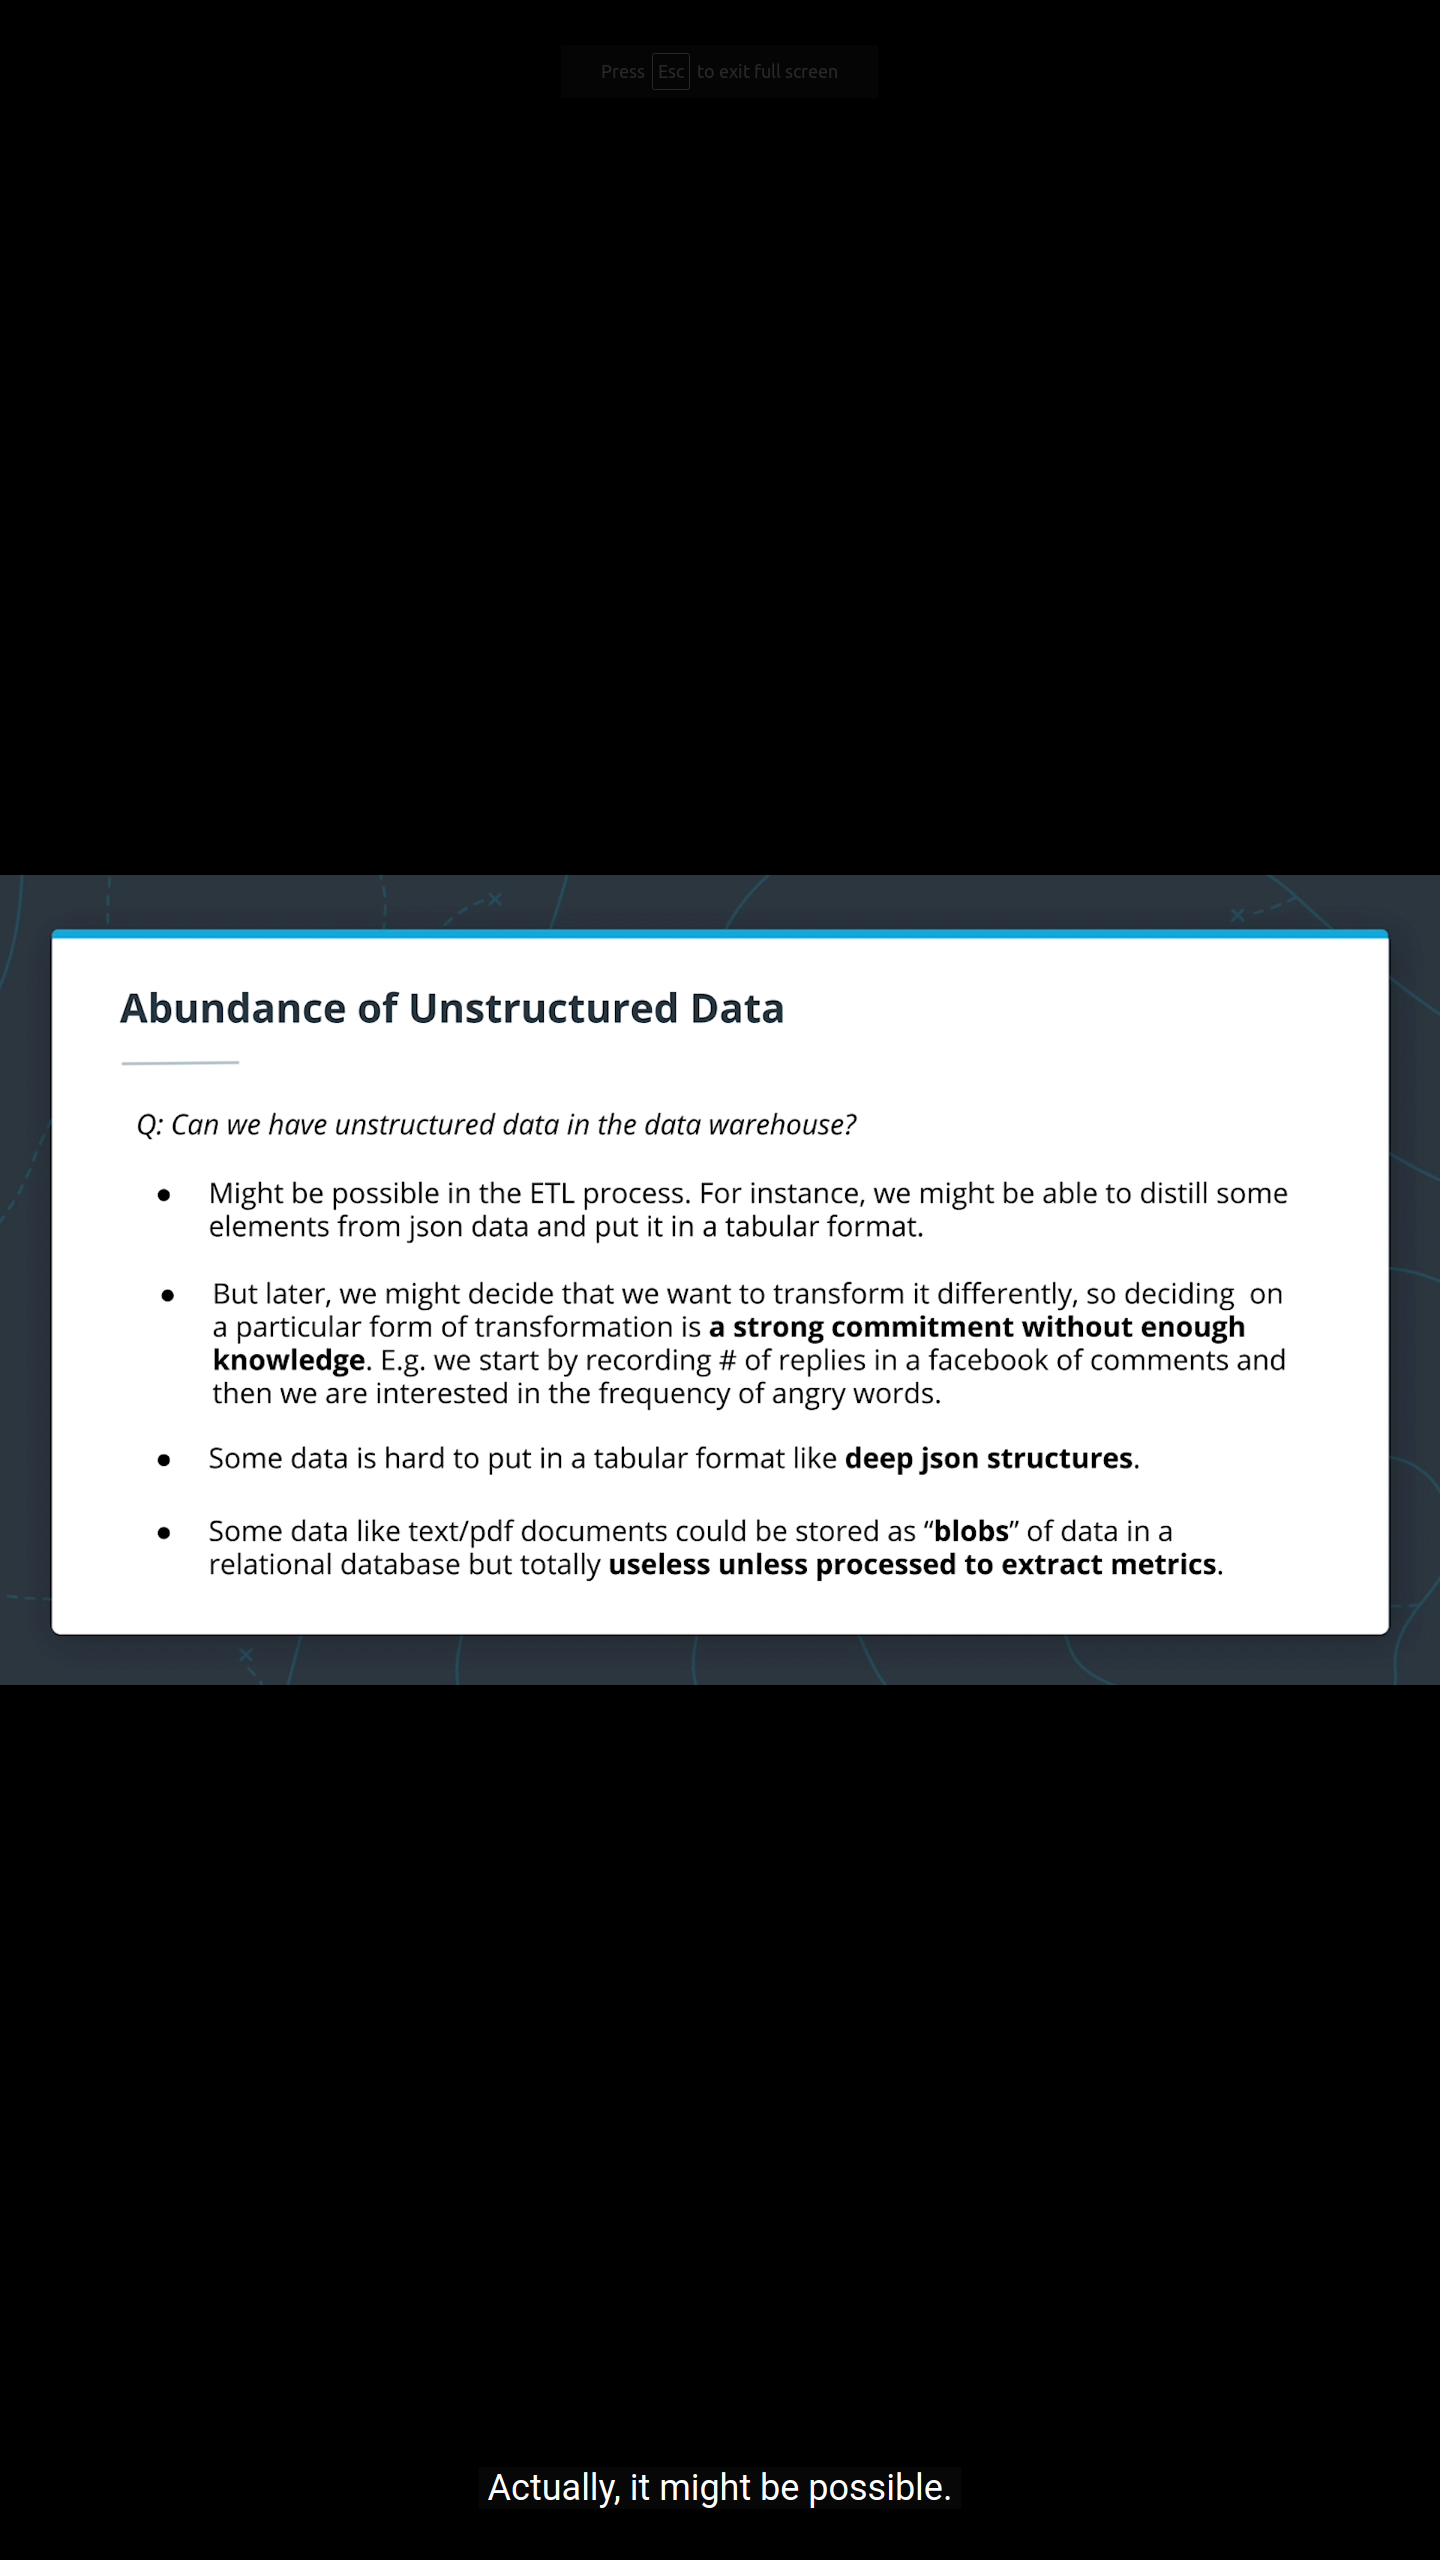 Press Esc to exit full screen
Abundance of Unstructured Data
Q: Can we have unstructured data in the data warehouse?
● Might be possible in the ETL process. For instance, we might be able to distill some
elements from json data and put it in a tabular format.
● But later, we might decide that we want to transform it differently, so deciding  on
a particular form of transformation is a strong commitment without enough
knowledge. E.g. we start by recording # of replies in a facebook of comments and
then we are interested in the frequency of angry words.
● Some data is hard to put in a tabular format like deep json structures.
● Some data like text/pdf documents could be stored as “blobs” of data in a
relational database but totally useless unless processed to extract metrics.
Actually, it might be possible.